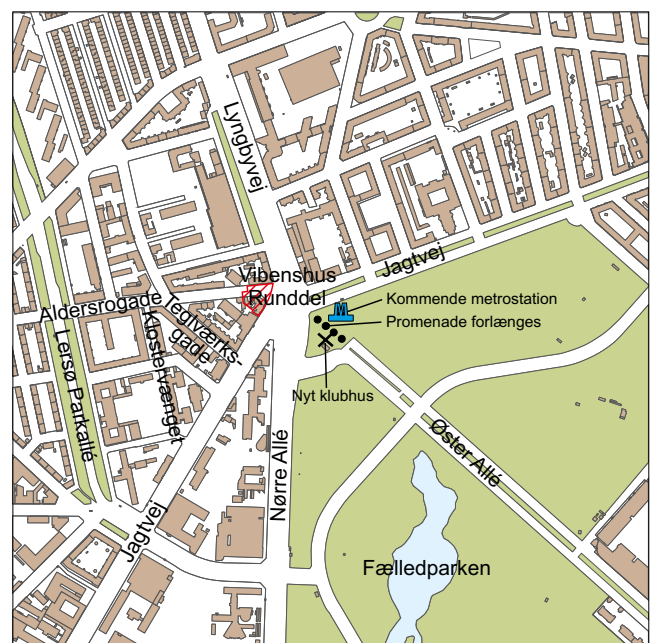 Lyngbyvej
Jagtvej
Vibenshus
Runddel
Kommende metrostation
Promenade forlænges
Aldersrogade
Teglværks-
gade
Klostervænget
Lersø Parkallé
Nyt klubhus
Øster Allé
Nørre Allé
Jagtvej
Fælledparken
M